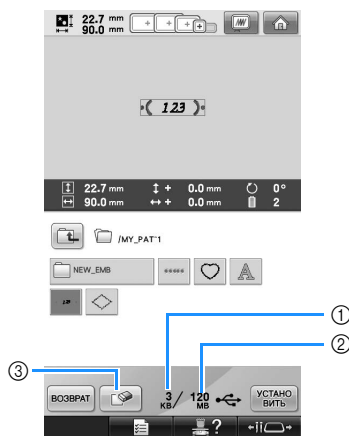 22.7 mm
90.0 mm
123
22.7 mm + 0.0 mm 0°
90.0 mm + 0.0 mm 2
/MY_PAT~1
NEW_EMB
A
①
②
③
ВОЗВРАТ 3 KB / 120 MB УСТАНО
ВИТЬ
?